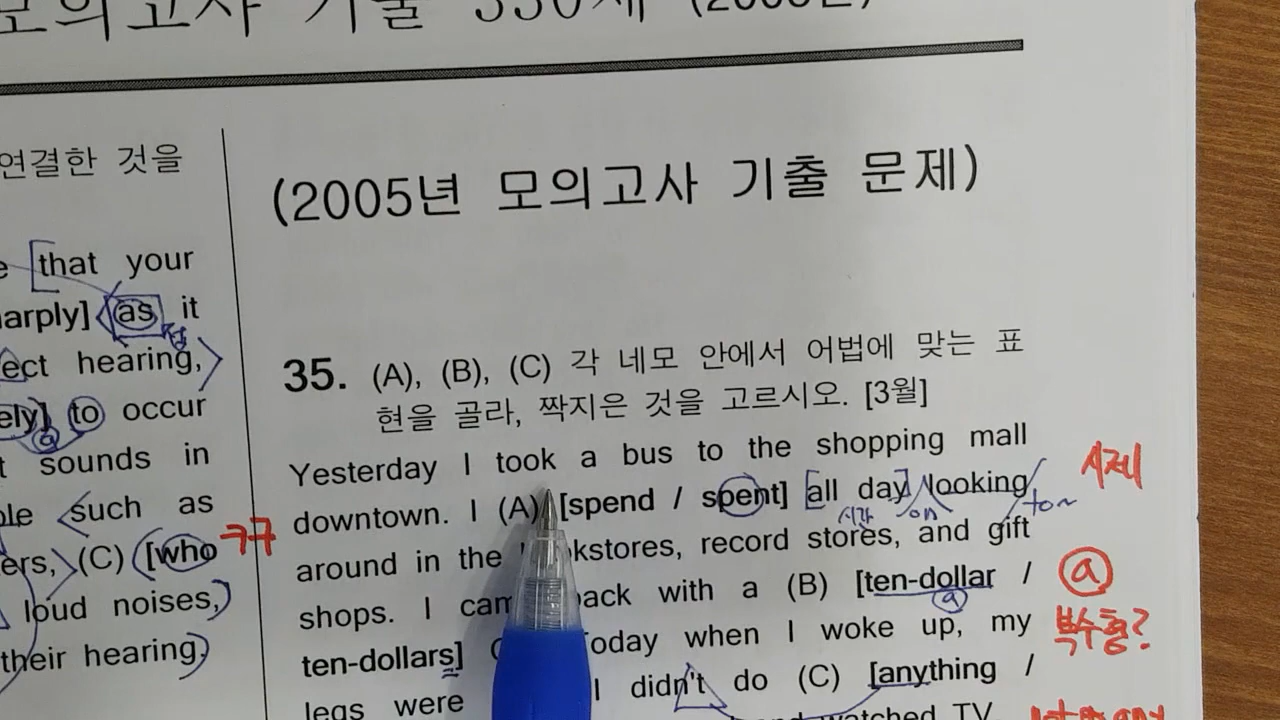 모의고사 기출 330제
연결한 것을
that your
as it
hearing,
to occur
sounds in
such as
(C) [who
loud noises,
their hearing
구구
(2005년 모의고사 기출 문제)
35. (A), (B), (C) 각 네모 안에서 어법에 맞는 표
현을 골라, 짝지은 것을 고르시오. [3월]
Yesterday I took a bus to the shopping mall
downtown. I (A) [spend / spent] all day looking
시간 on to~
시제
around in the stores, record stores, and gift
shops. I back with a (B) [ten-dollar /
ⓐ
ⓐ
복수형?
ten-dollars] Today when I woke up, my
legs were I didn't do (C) [anything /
watched TV.